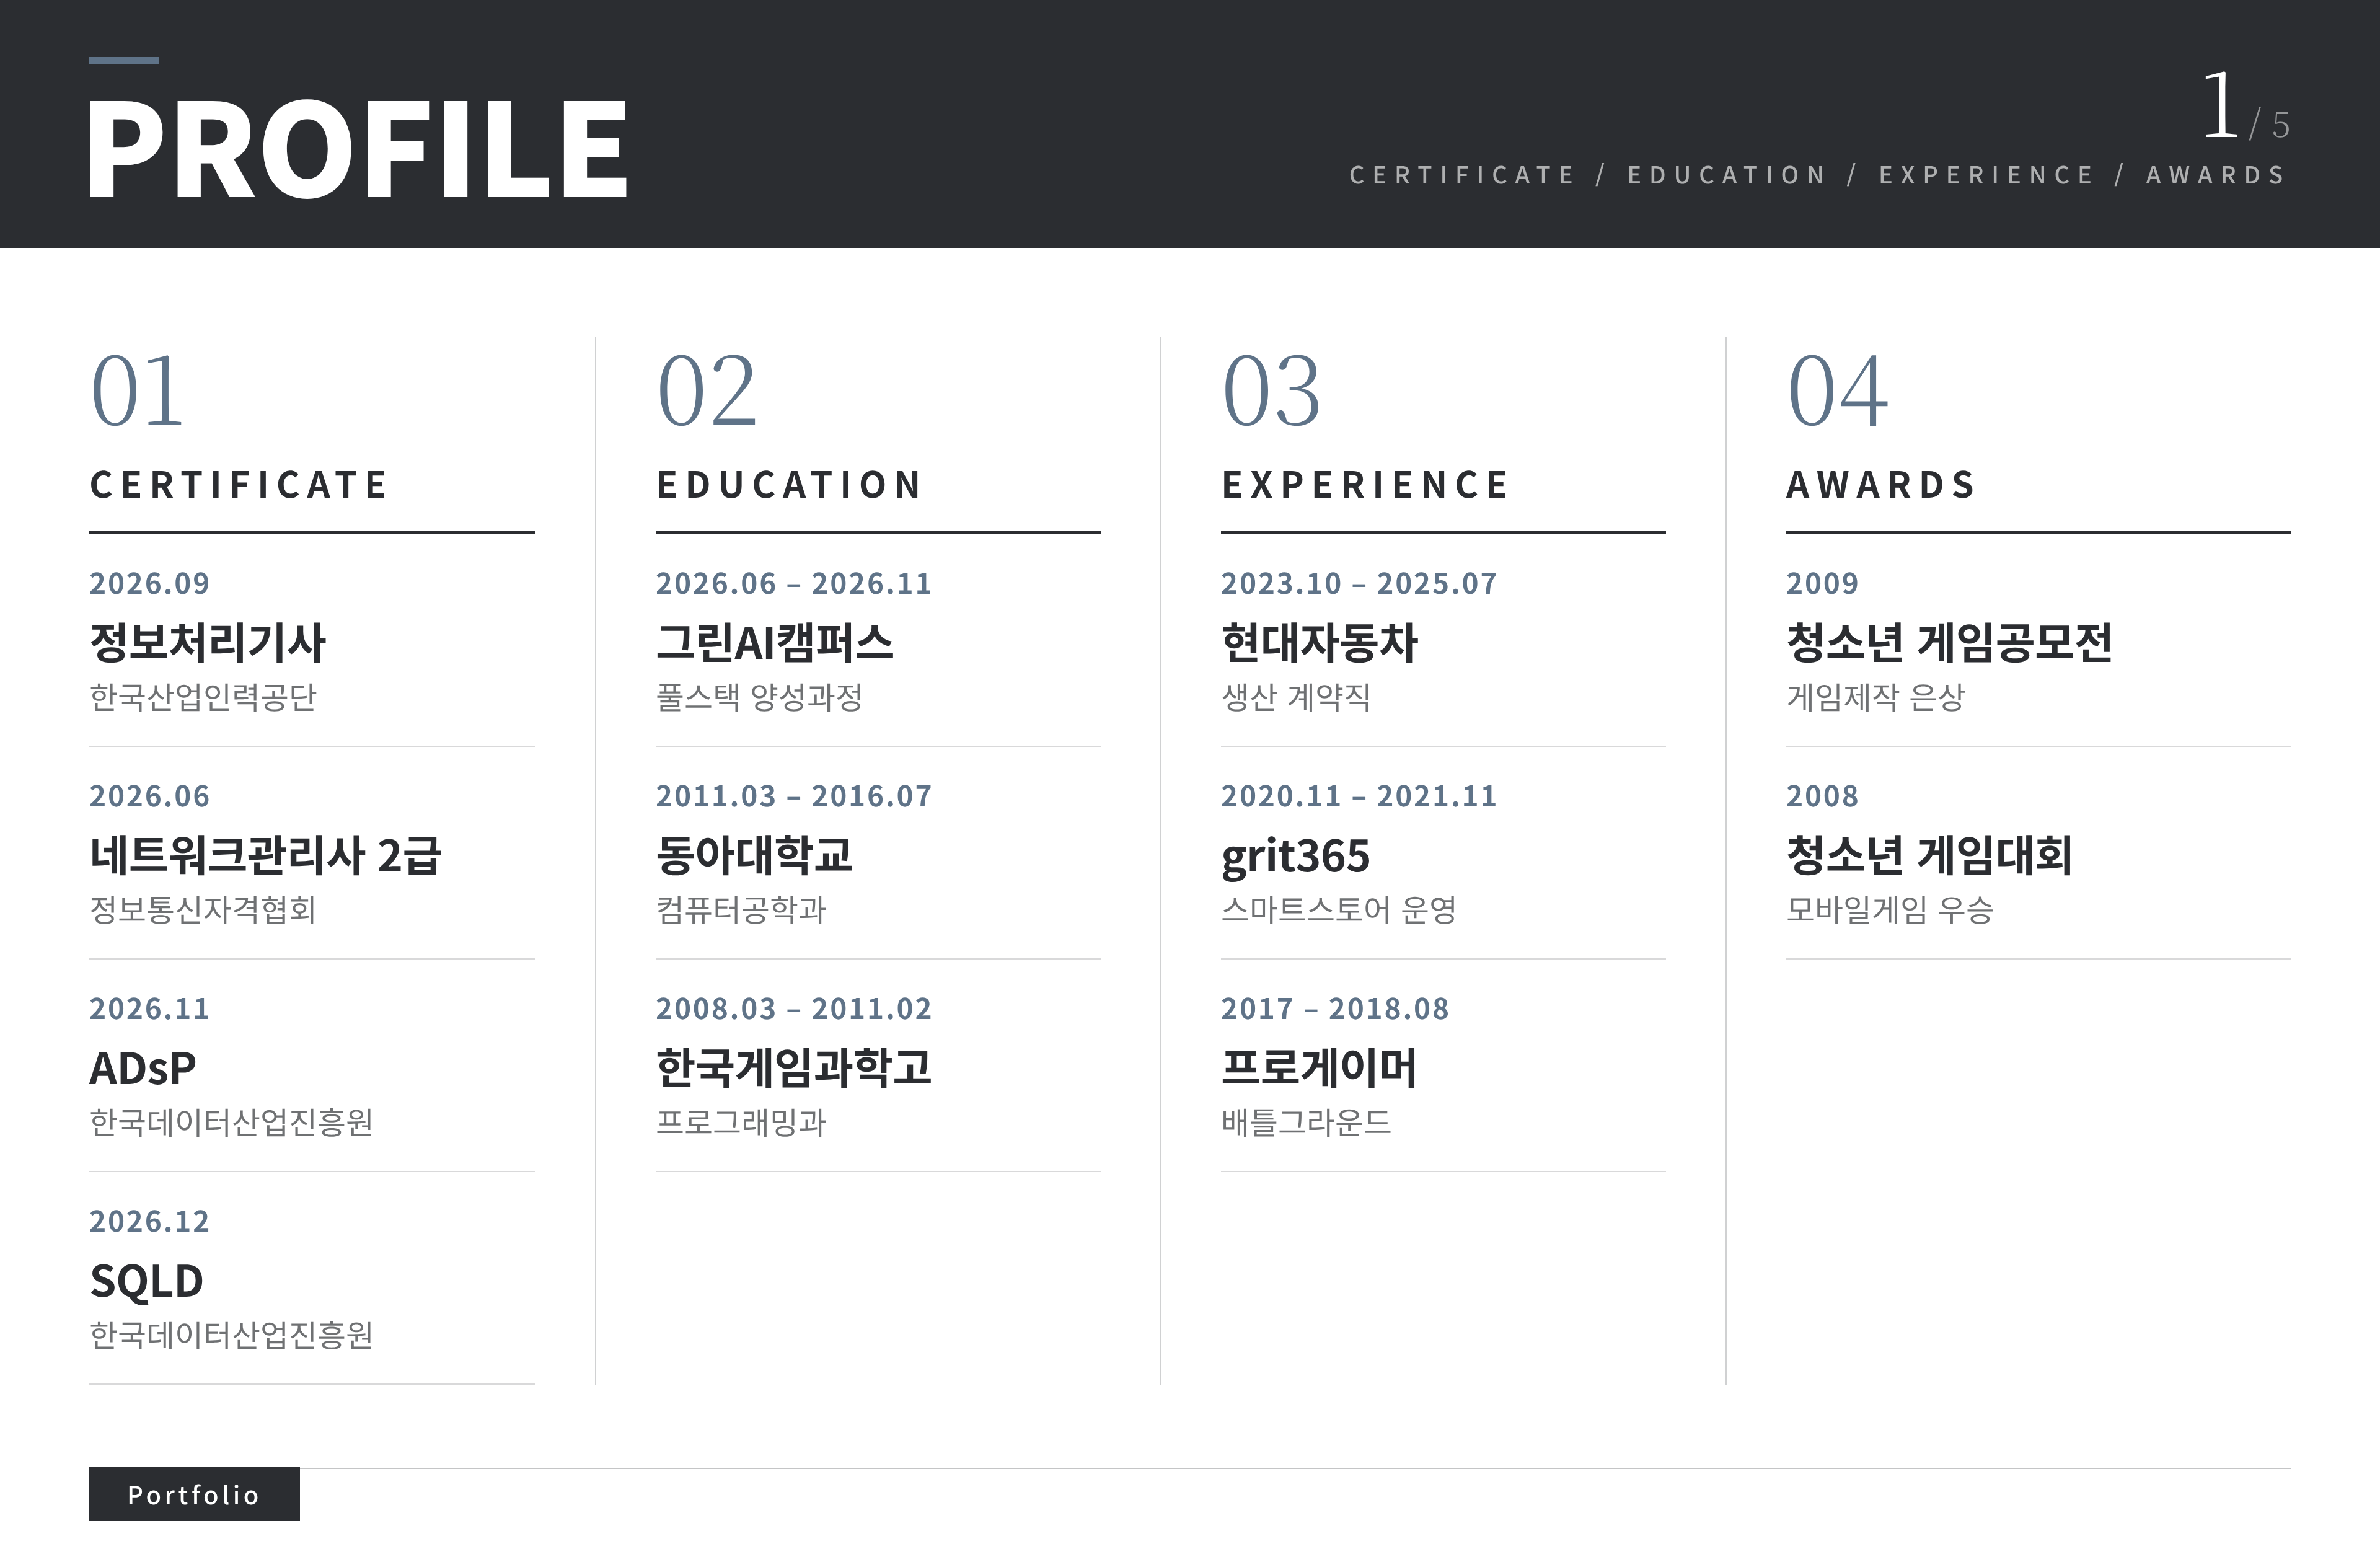 PROFILE
1 / 5
CERTIFICATE / EDUCATION / EXPERIENCE / AWARDS
01
CERTIFICATE
2026.09
정보처리기사
한국산업인력공단
2026.06
네트워크관리사 2급
정보통신자격협회
2026.11
ADsP
한국데이터산업진흥원
2026.12
SQLD
한국데이터산업진흥원
02
EDUCATION
2026.06 – 2026.11
그린AI캠퍼스
풀스택 양성과정
2011.03 – 2016.07
동아대학교
컴퓨터공학과
2008.03 – 2011.02
한국게임과학고
프로그래밍과
03
EXPERIENCE
2023.10 – 2025.07
현대자동차
생산 계약직
2020.11 – 2021.11
grit365
스마트스토어 운영
2017 – 2018.08
프로게이머
배틀그라운드
04
AWARDS
2009
청소년 게임공모전
게임제작 은상
2008
청소년 게임대회
모바일게임 우승
Portfolio